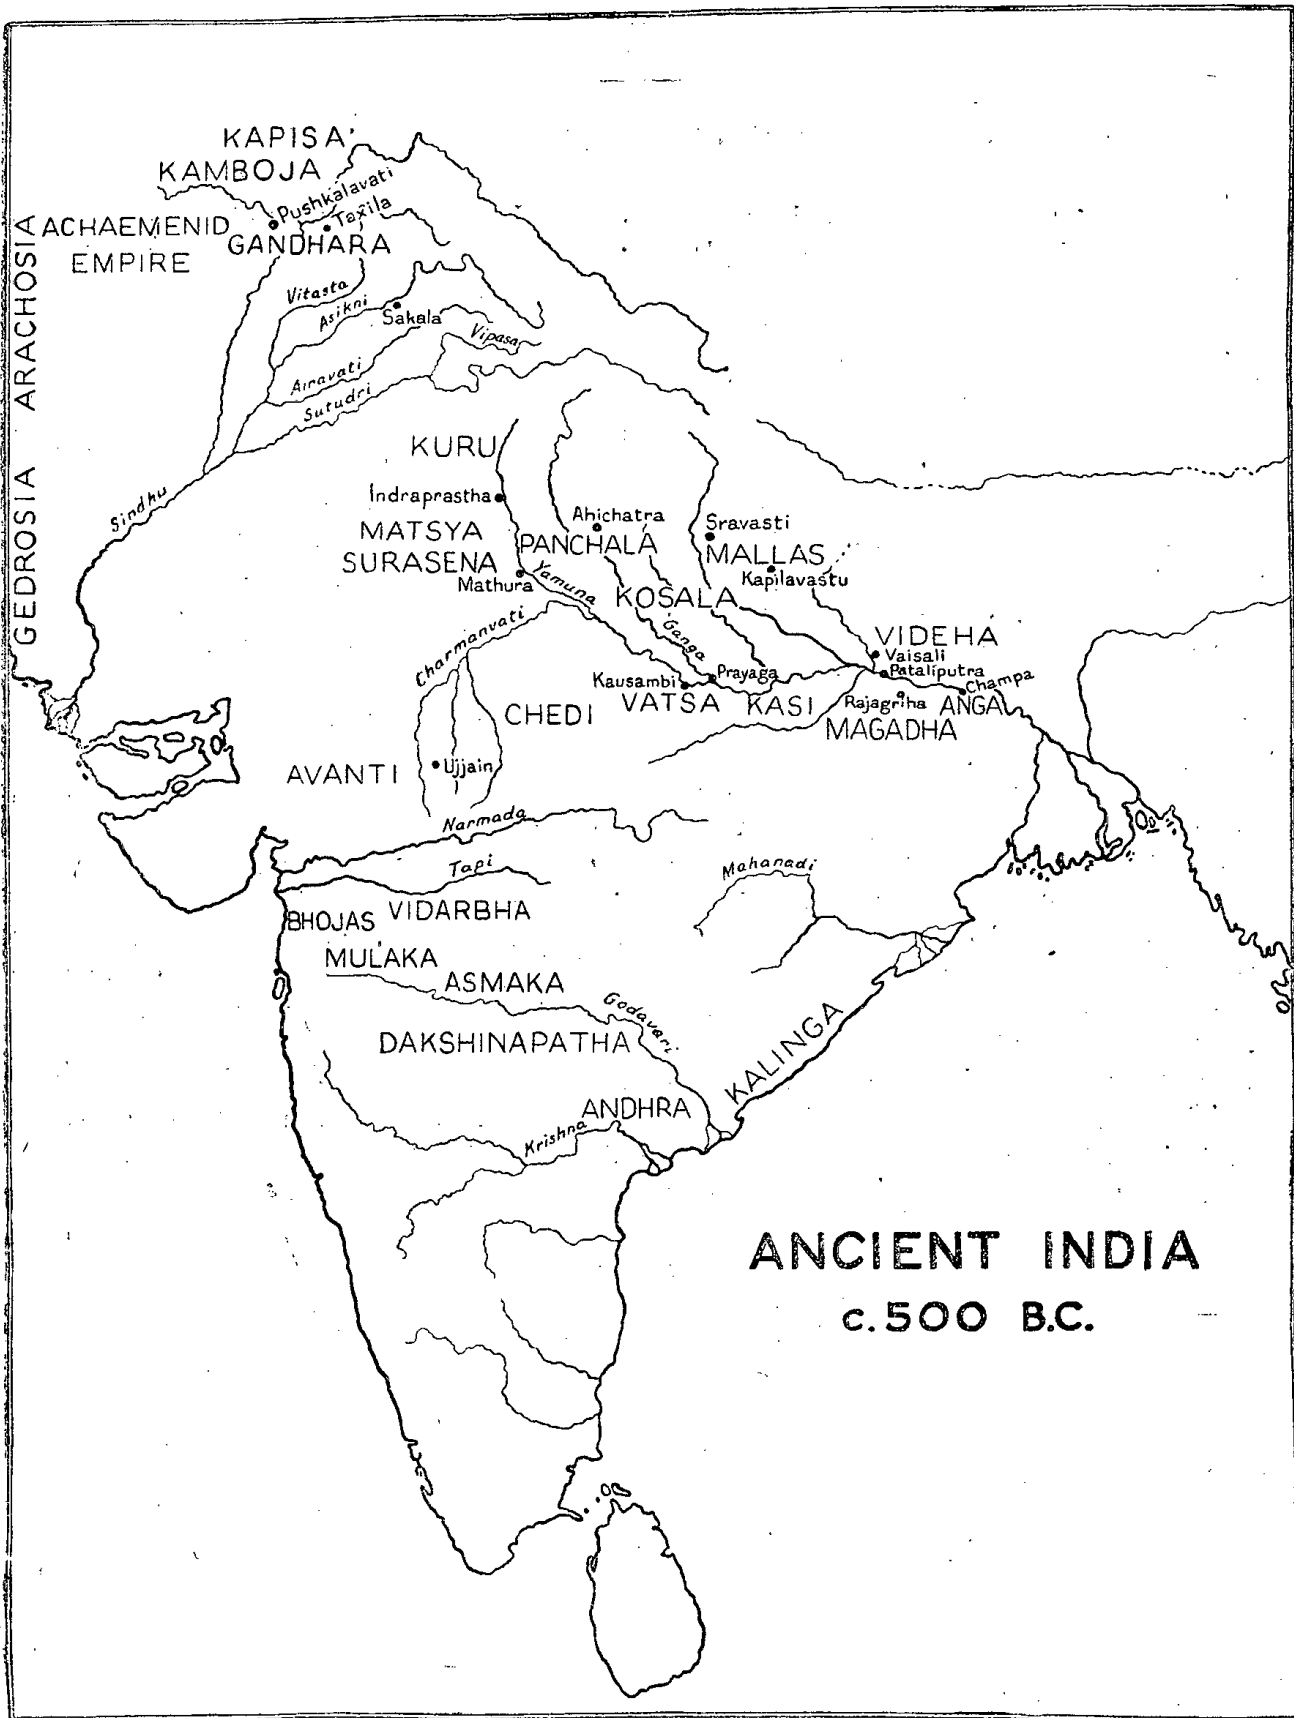 KAPISA
KAMBOJA
Pushkalavati
Taxila
ACHAEMENID
EMPIRE
GANDHARA
ARACHOSIA
GEDROSIA
Vitasta
Asikni
Sakala
Vipasa
Airavati
Sutudri
Sindhu
KURU
Indraprastha
MATSYA
SURASENA
Mathura
Ahichatra
PANCHALA
Sravasti
MALLAS
Kapilavastu
Yamuna
KOSALA
Ganga
Charmanvati
VIDEHA
Vaisali
Pataliputra
Champa
Kausambi
Prayaga
VATSA
KASI
Rajagriha
ANGA
MAGADHA
CHEDI
AVANTI
Ujjain
Narmada
Tapi
Mahanadi
BHOJAS
VIDARBHA
MULAKA
ASMAKA
Godavari
DAKSHINAPATHA
KALINGA
ANDHRA
Krishna
ANCIENT INDIA
c.500 B.C.